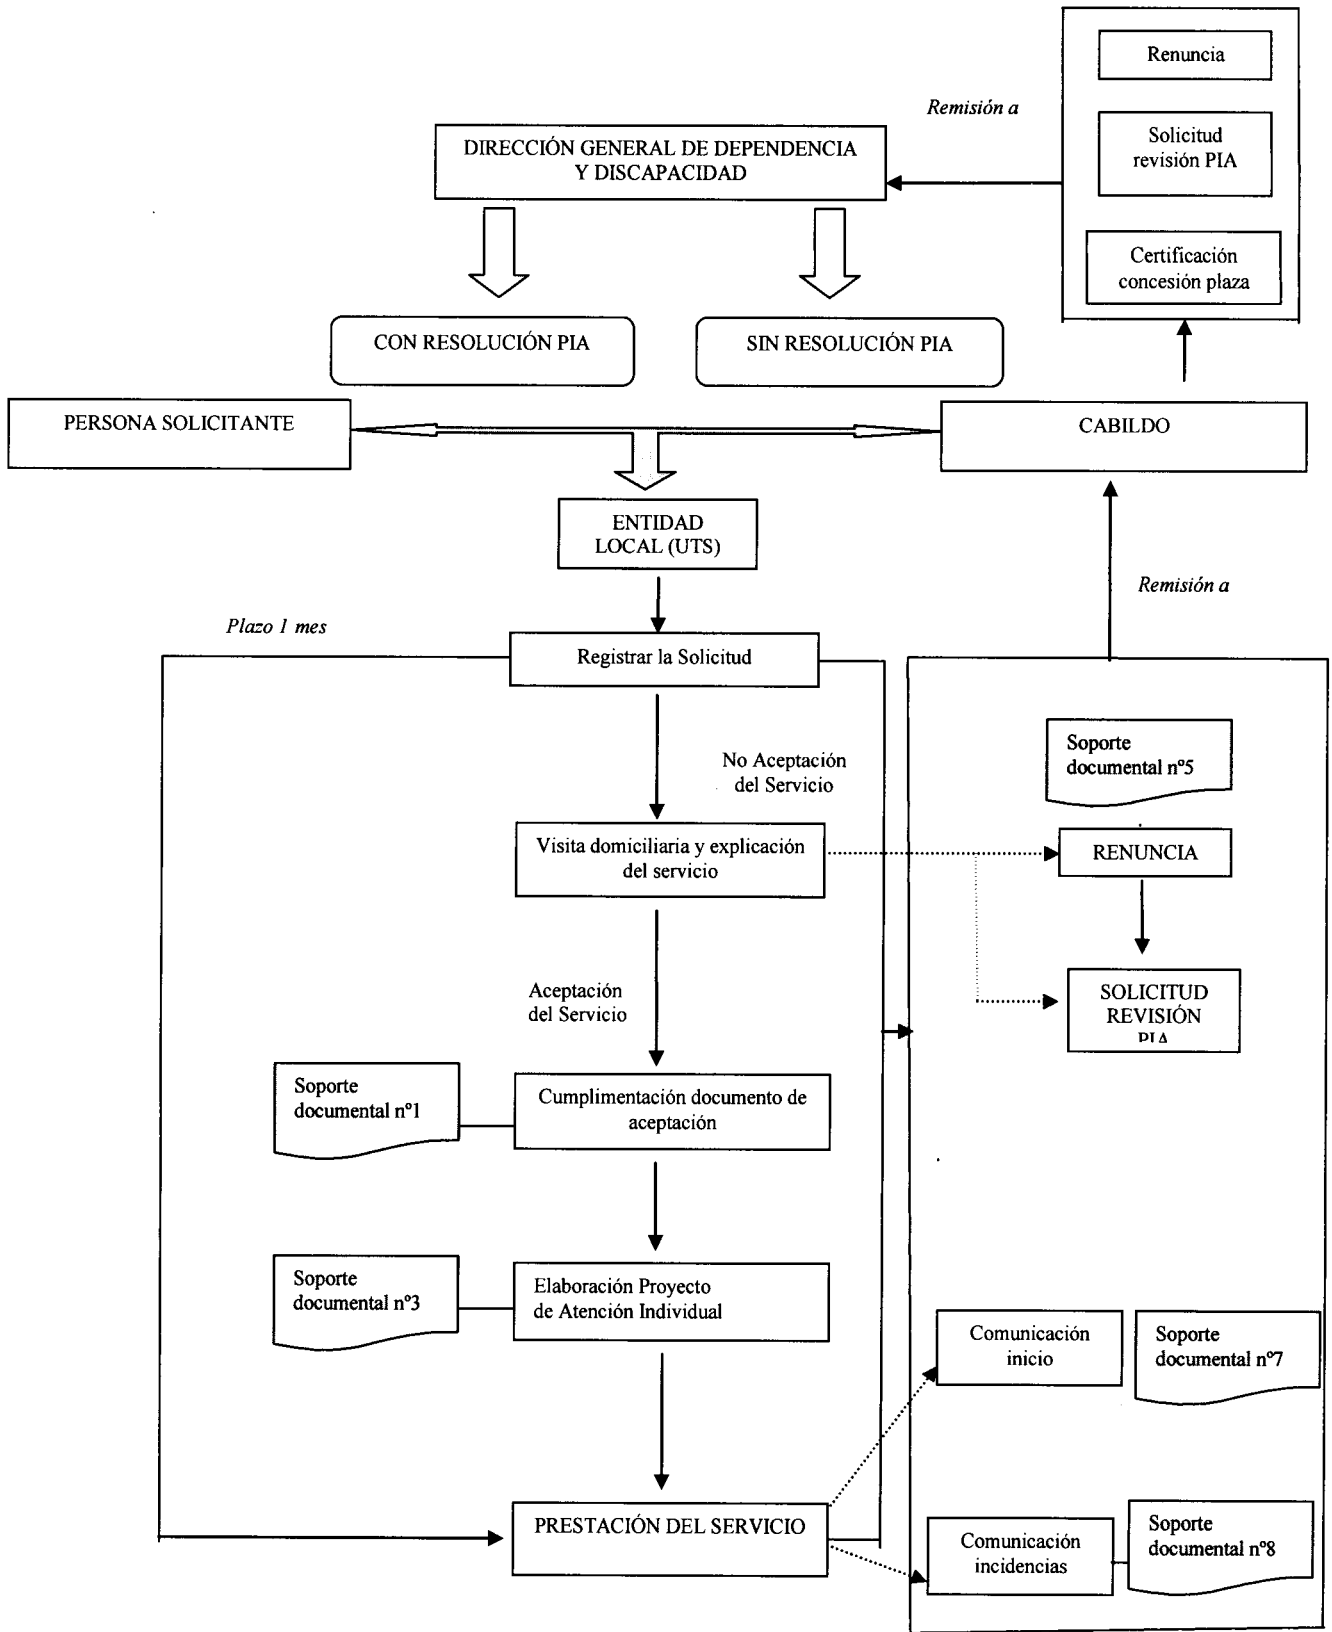 Renuncia
Remisión a
Solicitud
revisión PIA
DIRECCIÓN GENERAL DE DEPENDENCIA
Y DISCAPACIDAD
Certificación
concesión plaza
CON RESOLUCIÓN PIA
SIN RESOLUCIÓN PIA
PERSONA SOLICITANTE
CABILDO
ENTIDAD
LOCAL (UTS)
Remisión a
Plazo 1 mes
Registrar la Solicitud
Soporte
documental nº5
No Aceptación
del Servicio
Visita domiciliaria y explicación
del servicio
RENUNCIA
Aceptación
del Servicio
SOLICITUD
REVISIÓN
PIA
Soporte
documental nº1
Cumplimentación documento de
aceptación
Soporte
documental nº3
Elaboración Proyecto
de Atención Individual
Comunicación
inicio
Soporte
documental nº7
PRESTACIÓN DEL SERVICIO
Comunicación
incidencias
Soporte
documental nº8